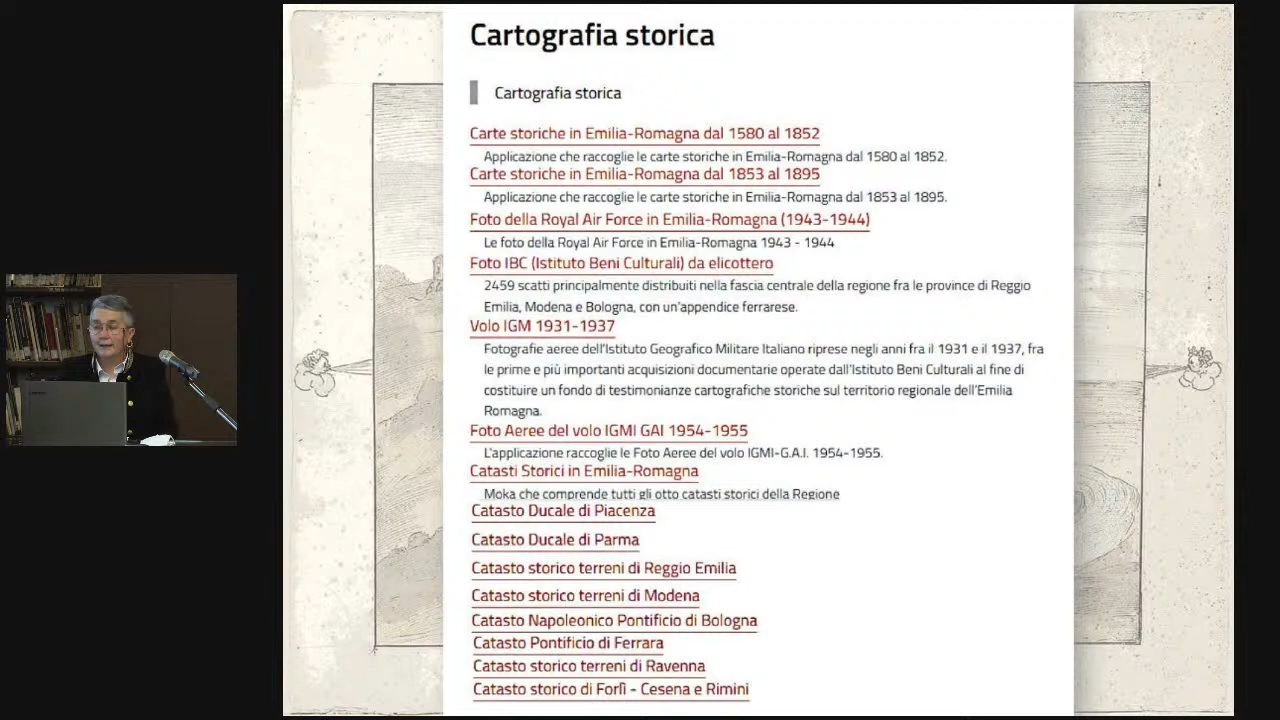 Cartografia storica
Cartografia storica
Carte storiche in Emilia-Romagna dal 1580 al 1852
Applicazione che raccoglie le carte storiche in Emilia-Romagna dal 1580 al 1852.
Carte storiche in Emilia-Romagna dal 1853 al 1895
Applicazione che raccoglie le carte storiche in Emilia-Romagna dal 1853 al 1895.
Foto della Royal Air Force in Emilia-Romagna (1943-1944)
Le foto della Royal Air Force in Emilia-Romagna 1943 - 1944
Foto IBC (Istituto Beni Culturali) da elicottero
2459 scatti principalmente distribuiti nella fascia centrale della regione fra le province di Reggio
Emilia, Modena e Bologna, con un'appendice ferrarese.
Volo IGM 1931-1937
Fotografie aeree dell'Istituto Geografico Militare Italiano riprese negli anni fra il 1931 e il 1937, fra
le prime e più importanti acquisizioni documentarie operate dall'Istituto Beni Culturali al fine di
costituire un fondo di testimonianze cartografiche storiche sul territorio regionale dell'Emilia
Romagna.
Foto Aeree del volo IGMI GAI 1954-1955
L'applicazione raccoglie le Foto Aeree del volo IGMI-G.A.I. 1954-1955.
Catasti Storici in Emilia-Romagna
Moka che comprende tutti gli otto catasti storici della Regione
Catasto Ducale di Piacenza
Catasto Ducale di Parma
Catasto storico terreni di Reggio Emilia
Catasto storico terreni di Modena
Catasto Napoleonico Pontificio di Bologna
Catasto Pontificio di Ferrara
Catasto storico terreni di Ravenna
Catasto storico di Forlì - Cesena e Rimini